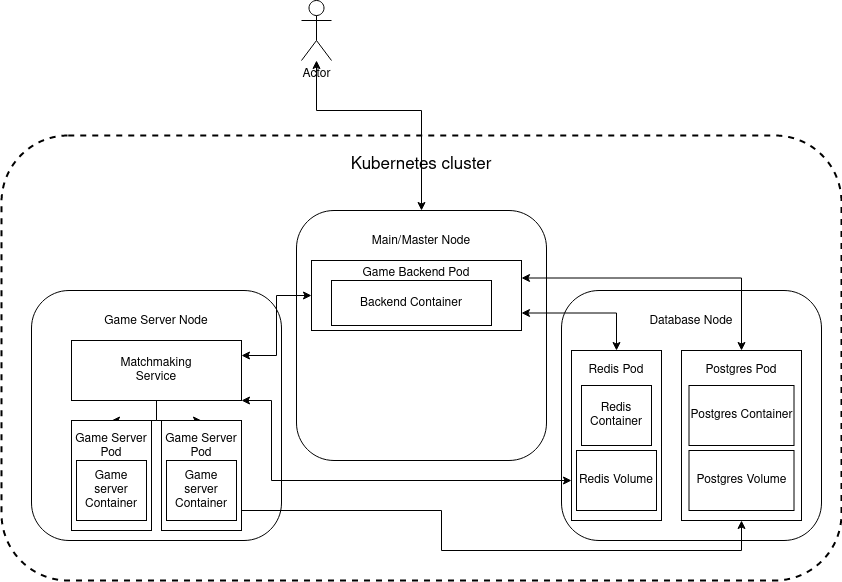 Actor
Kubernetes cluster
Main/Master Node
Game Backend Pod
Backend Container
Game Server Node
Matchmaking
Service
Game Server
Pod
Game
server
Container
Game Server
Pod
Game
server
Container
Database Node
Redis Pod
Redis
Container
Redis Volume
Postgres Pod
Postgres Container
Postgres Volume